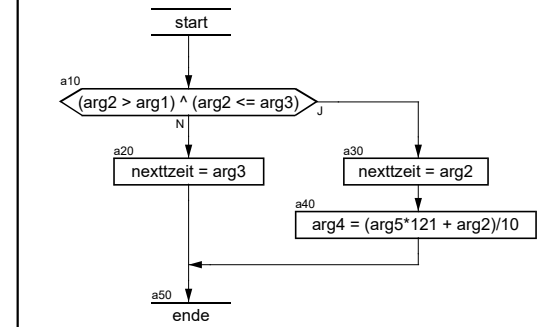 start
a10
(arg2 > arg1) ^ (arg2 <= arg3)
J
N
a20
nexttzeit = arg3
a30
nexttzeit = arg2
a40
arg4 = (arg5*121 + arg2)/10
a50
ende